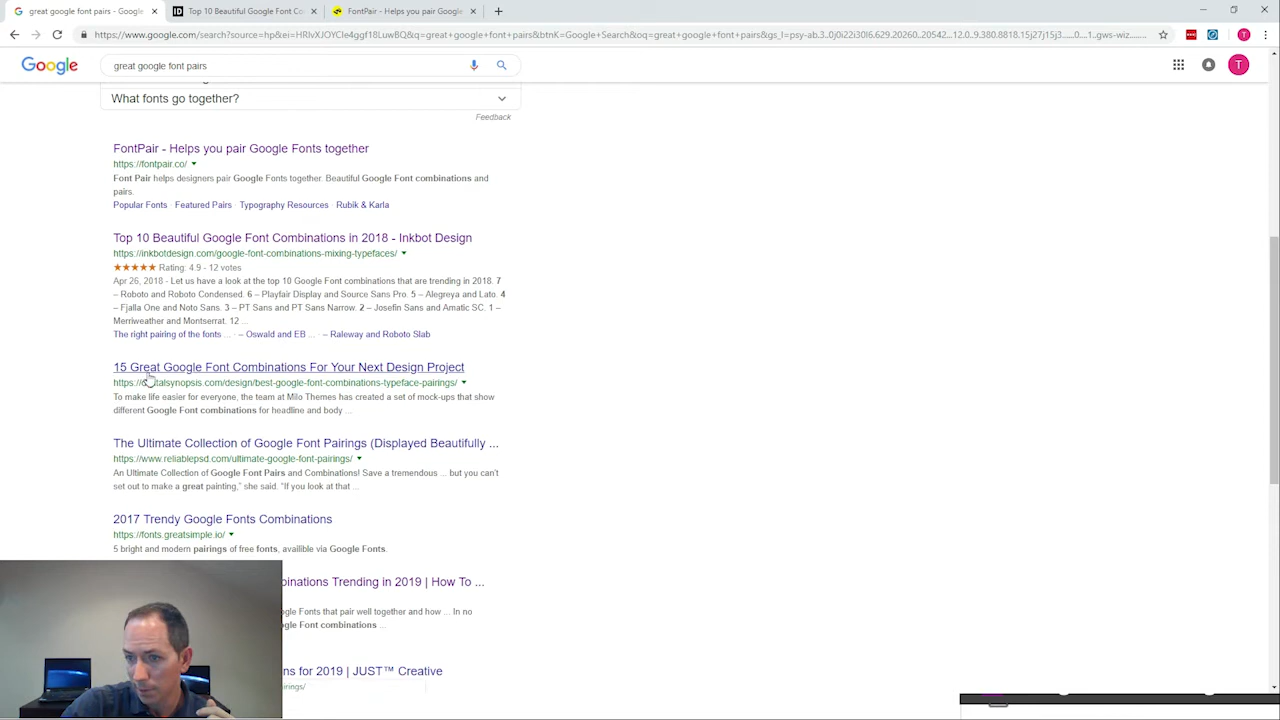 great google font pairs - Google
Top 10 Beautiful Google Font Co
FontPair - Helps you pair Google
great google font pairs
Google
What fonts go together?
Feedback
FontPair - Helps you pair Google Fonts together
https://fontpair.co/
Font Pair helps designers pair Google Fonts together. Beautiful Google Font combinations and
pairs.
Popular Fonts · Featured Pairs · Typography Resources · Rubik & Karla
Top 10 Beautiful Google Font Combinations in 2018 - Inkbot Design
https://inkbotdesign.com/google-font-combinations-mixing-typefaces/
Rating: 4.9 - 12 votes
Apr 26, 2018 - Let us have a look at the top 10 Google Font combinations that are trending in 2018. 7
– Roboto and Roboto Condensed. 6 – Playfair Display and Source Sans Pro. 5 – Alegreya and Lato. 4
– Fjalla One and Noto Sans. 3 – PT Sans and PT Sans Narrow. 2 – Josefin Sans and Amatic SC. 1 –
Merriweather and Montserrat. 12 ...
The right pairing of the fonts ... · – Oswald and EB ... · – Raleway and Roboto Slab
15 Great Google Font Combinations For Your Next Design Project
talsynopsis.com/design/best-google-font-combinations-typeface-pairings/
To make life easier for everyone, the team at Milo Themes has created a set of mock-ups that show
different Google Font combinations for headline and body ...
The Ultimate Collection of Google Font Pairings (Displayed Beautifully ...
https://www.reliablepsd.com/ultimate-google-font-pairings/
An Ultimate Collection of Google Font Pairs and Combinations! Save a tremendous ... but you can't
set out to make a great painting,” she said. “If you look at that ...
2017 Trendy Google Fonts Combinations
https://fonts.greatsimple.io/
5 bright and modern pairings of free fonts, availible via Google Fonts.
binations Trending in 2019 | How To ...
gle Fonts that pair well together and how ... In no
gle Font combinations ...
ns for 2019 | JUST™ Creative
irings/